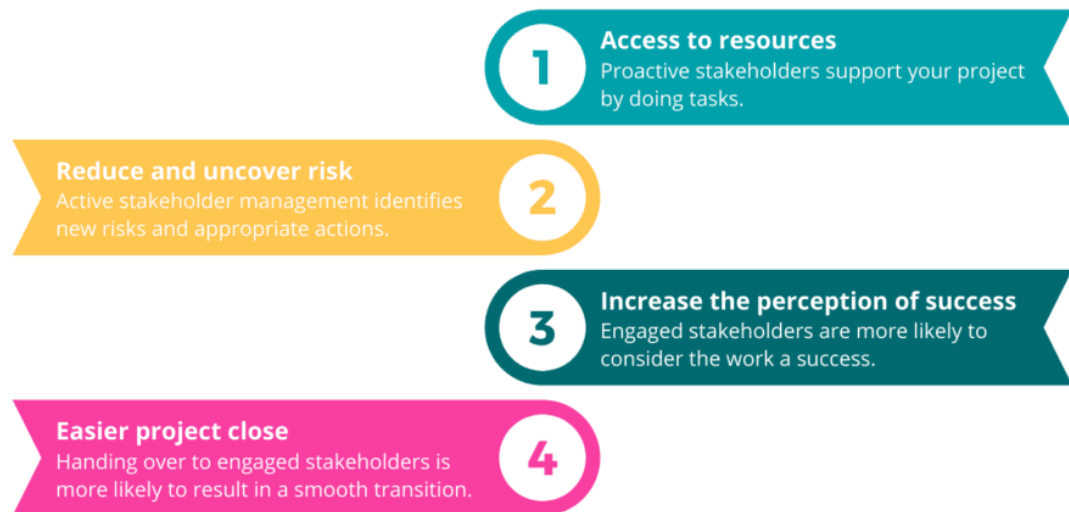 1
Access to resources
Proactive stakeholders support your project
by doing tasks.
Reduce and uncover risk
Active stakeholder management identifies
new risks and appropriate actions.
2
3
Increase the perception of success
Engaged stakeholders are more likely to
consider the work a success.
Easier project close
Handing over to engaged stakeholders is
more likely to result in a smooth transition.
4